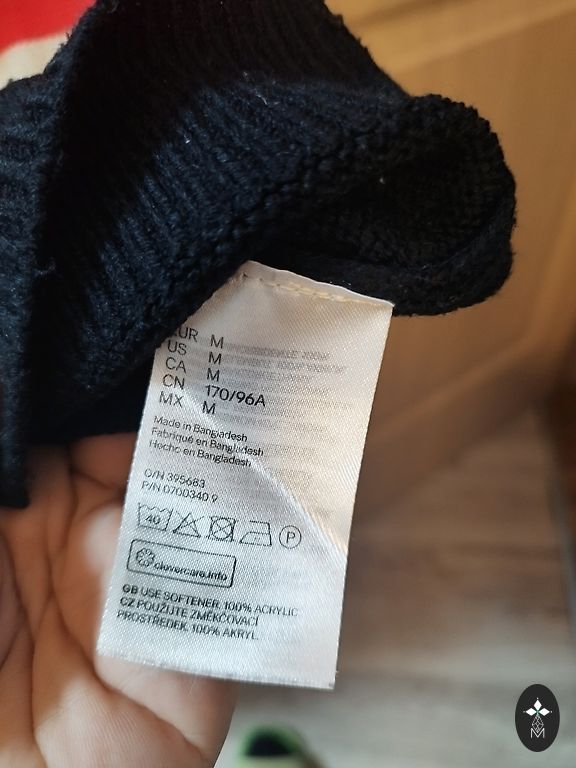 EUR M
US M
CA M
CN 170/96A
MX M
Made in Bangladesh
Fabriqué en Bangladesh
Hecho en Bangladesh
O/N 395683
P/N 0700340 9
40 P
clevercare.info
GB USE SOFTENER. 100% ACRYLIC
CZ POUŽIJTE ZMĚKČOVACÍ
PROSTŘEDEK. 100% AKRYL.
M